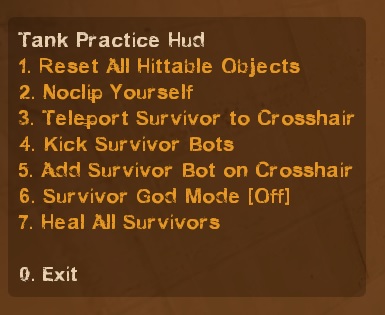 Tank Practice Hud
1. Reset All Hittable Objects
2. Noclip Yourself
3. Teleport Survivor to Crosshair
4. Kick Survivor Bots
5. Add Survivor Bot on Crosshair
6. Survivor God Mode [Off]
7. Heal All Survivors
0. Exit